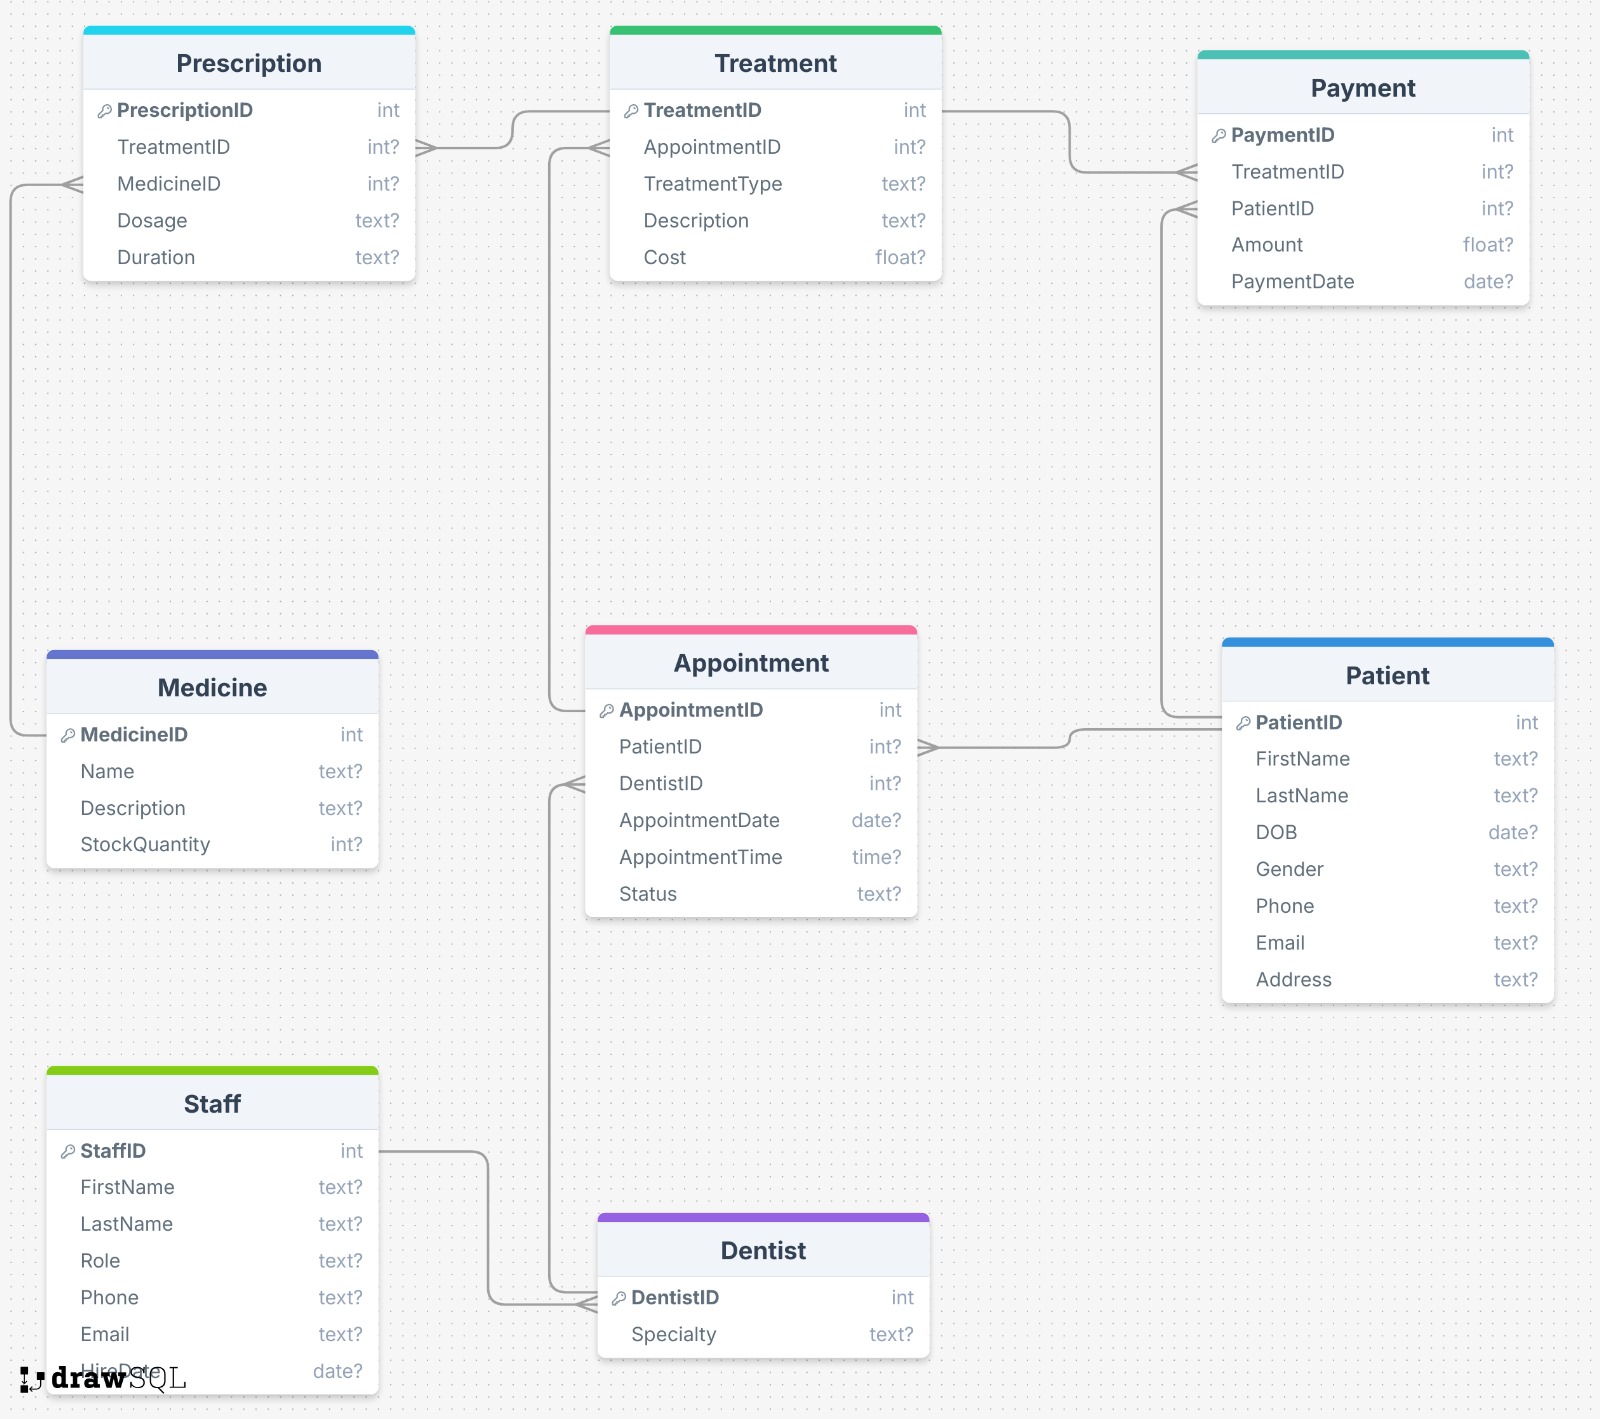 Prescription
PrescriptionID int
TreatmentID int?
MedicineID int?
Dosage text?
Duration text?
Treatment
TreatmentID int
AppointmentID int?
TreatmentType text?
Description text?
Cost float?
Payment
PaymentID int
TreatmentID int?
PatientID int?
Amount float?
PaymentDate date?
Medicine
MedicineID int
Name text?
Description text?
StockQuantity int?
Appointment
AppointmentID int
PatientID int?
DentistID int?
AppointmentDate date?
AppointmentTime time?
Status text?
Patient
PatientID int
FirstName text?
LastName text?
DOB date?
Gender text?
Phone text?
Email text?
Address text?
Staff
StaffID int
FirstName text?
LastName text?
Role text?
Phone text?
Email text?
HireDate date?
Dentist
DentistID int
Specialty text?
drawSQL